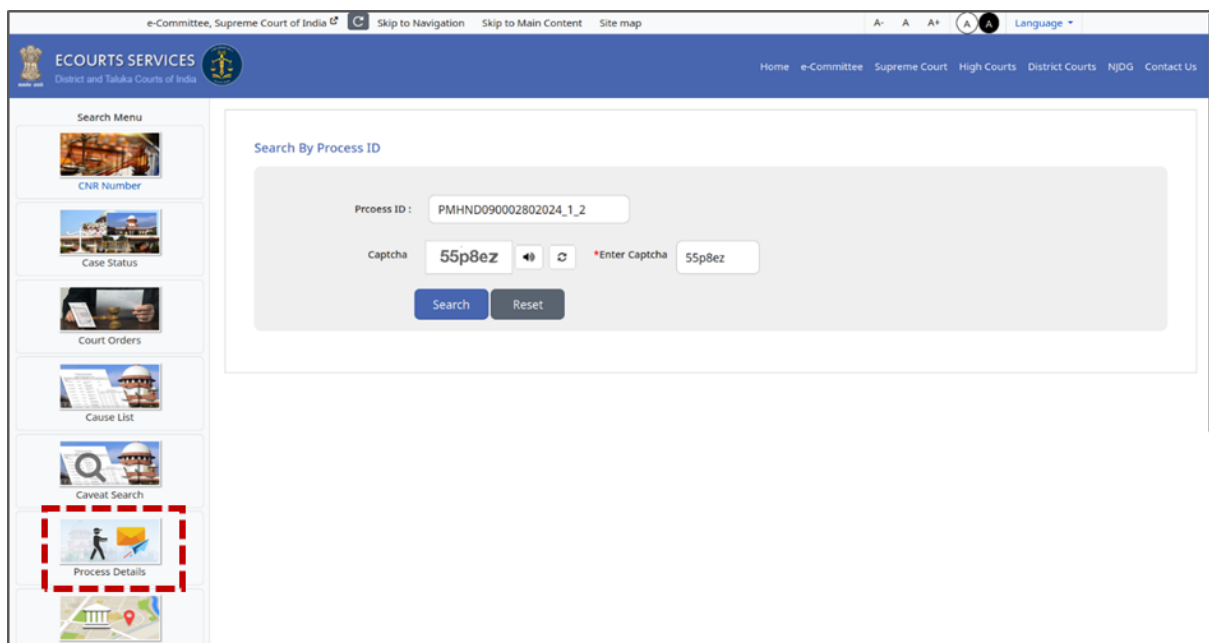 e-Committee, Supreme Court of India Skip to Navigation Skip to Main Content Site map A- A A+ A A Language
ECOURTS SERVICES
District and Taluka Courts of India
Home e-Committee Supreme Court High Courts District Courts NJDG Contact Us
Search Menu
CNR Number
Case Status
Court Orders
Cause List
Caveat Search
Process Details
Search By Process ID
Prcoess ID : PMHND090002802024_1_2
Captcha 55p8ez *Enter Captcha 55p8ez
Search Reset